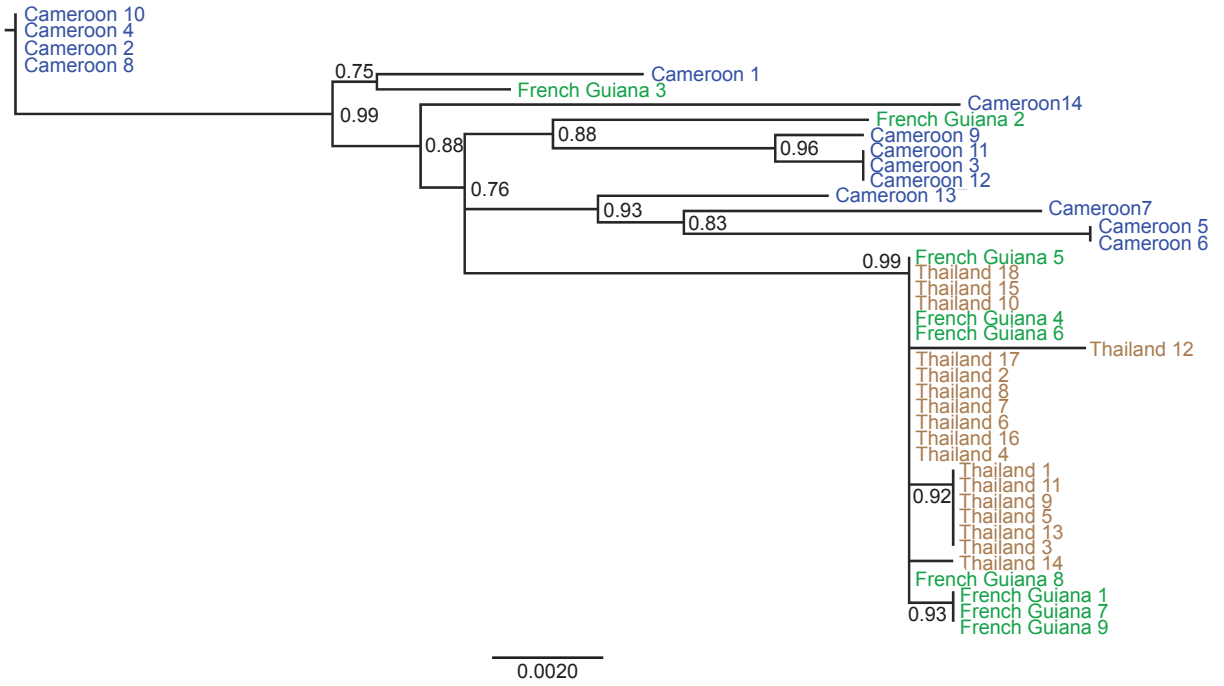 Cameroon 10
Cameroon 4
Cameroon 2
Cameroon 8
0.75
Cameroon 1
French Guiana 3
0.99
Cameroon14
French Guiana 2
0.88
0.88
Cameroon 9
Cameroon 11
0.96
Cameroon 3
Cameroon 12
0.76
Cameroon 13
0.93
Cameroon7
0.83
Cameroon 5
Cameroon 6
0.99
French Guiana 5
Thailand 18
Thailand 15
Thailand 10
French Guiana 4
French Guiana 6
Thailand 12
Thailand 17
Thailand 2
Thailand 8
Thailand 7
Thailand 6
Thailand 16
Thailand 4
Thailand 1
Thailand 11
0.92
Thailand 9
Thailand 5
Thailand 13
Thailand 3
Thailand 14
French Guiana 8
French Guiana 1
0.93
French Guiana 7
French Guiana 9
0.0020